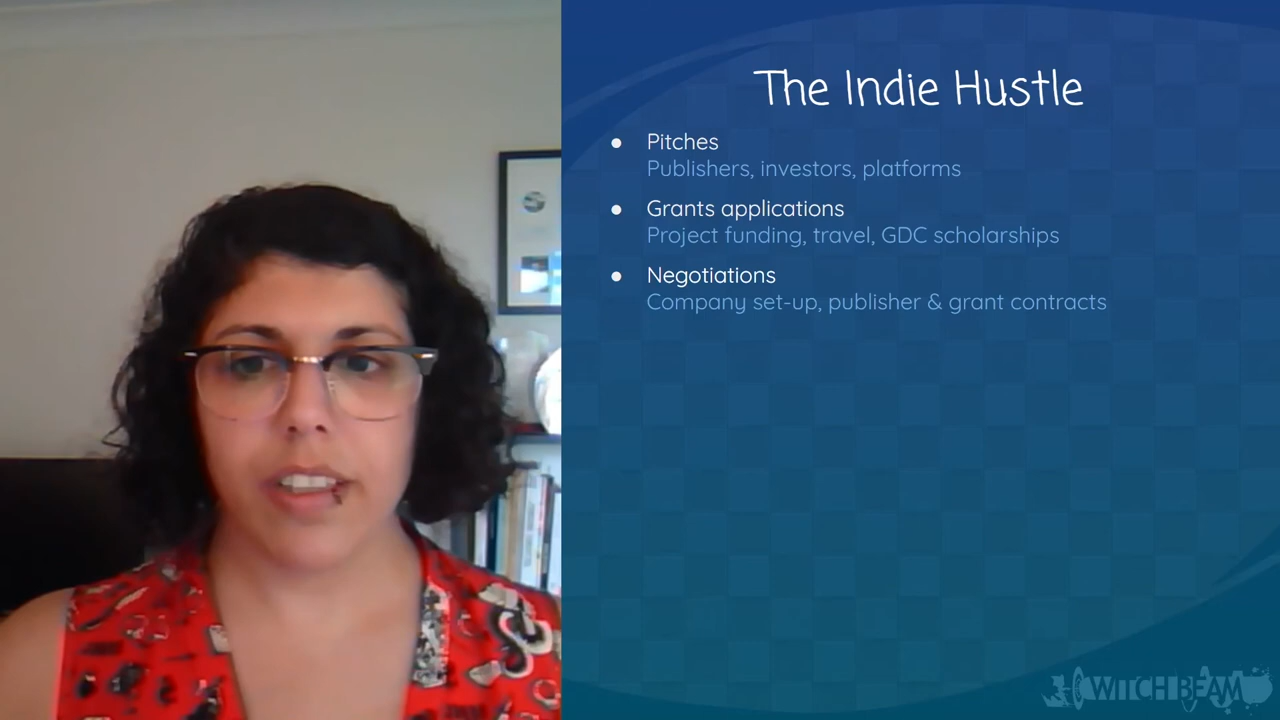 The Indie Hustle
● Pitches
Publishers, investors, platforms
● Grants applications
Project funding, travel, GDC scholarships
● Negotiations
Company set-up, publisher & grant contracts
WITCH BEAM